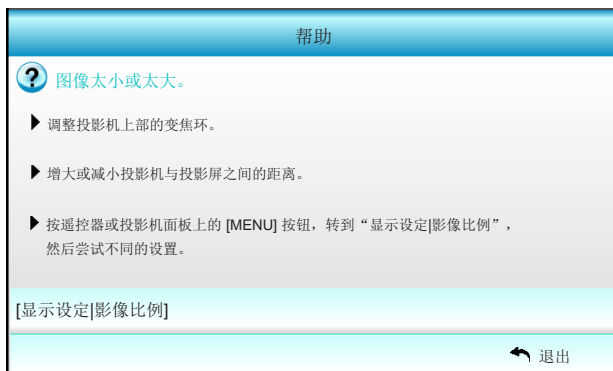 帮助
图像太小或太大。
调整投影机上部的变焦环。
增大或减小投影机与投影屏之间的距离。
按遥控器或投影机面板上的 [MENU] 按钮，转到“显示设定|影像比例”，
然后尝试不同的设置。
[显示设定|影像比例]
退出